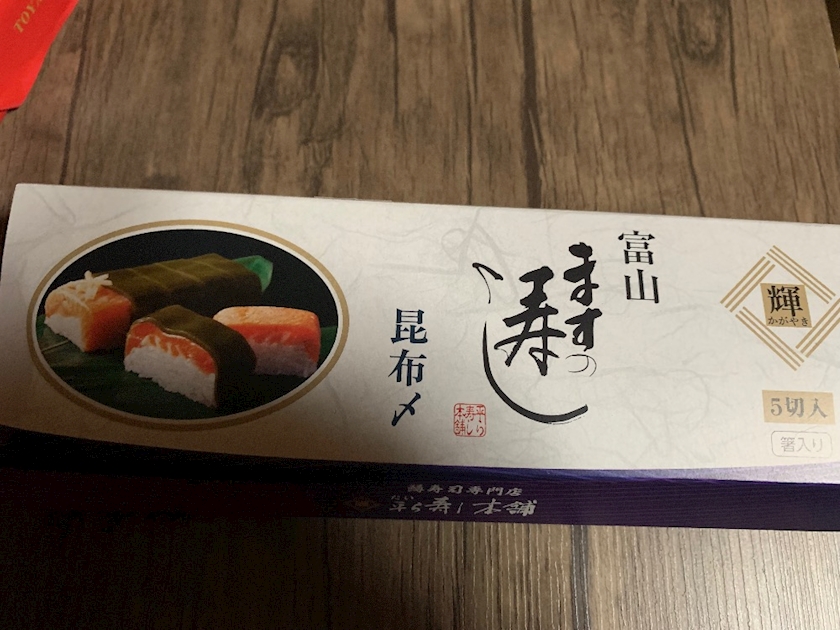 TOYA
富山
ますの
寿し
昆布〆
輝
かがやき
5切入
箸入り
鱒寿司専門店
寿し本舗